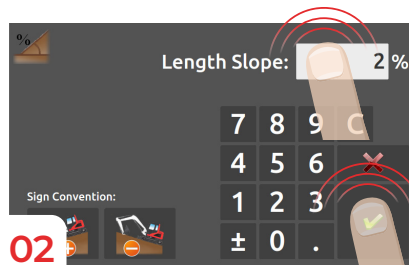 %
Length Slope: 2 %
7 8 9 C
4 5 6
Sign Convention:
1 2 3
± 0 .
02